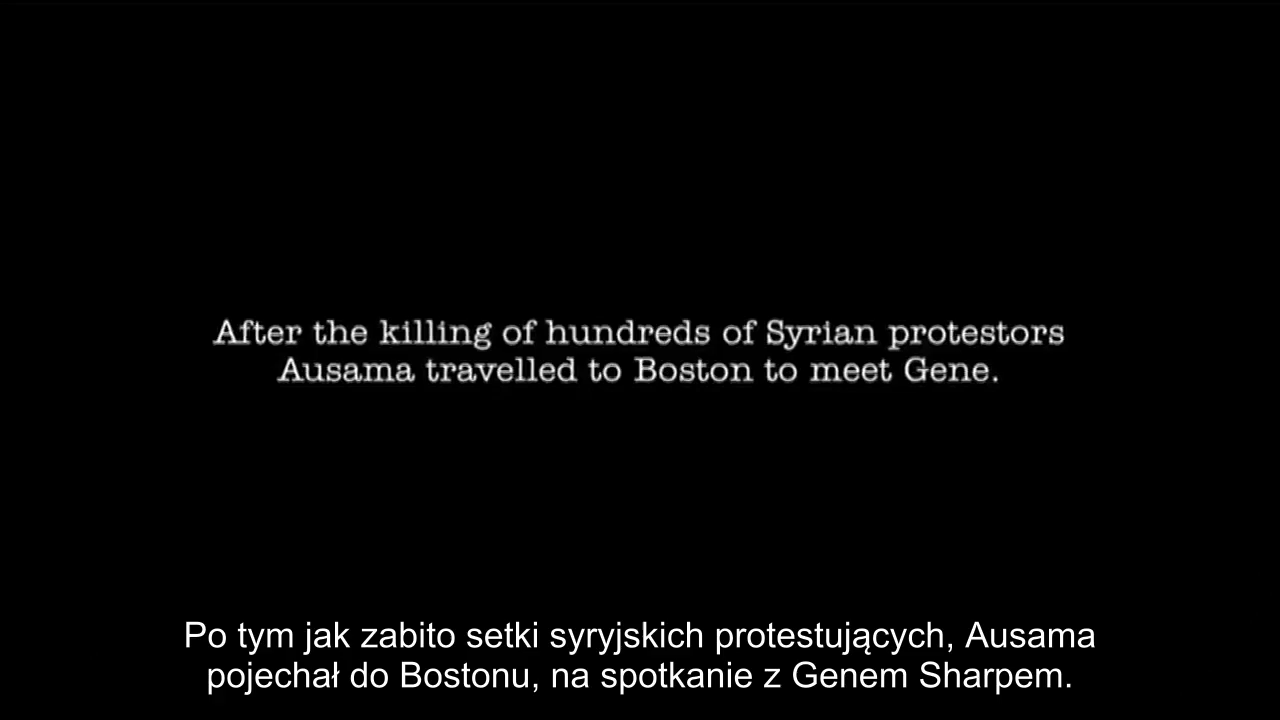 After the killing of hundreds of Syrian protestors
Ausama travelled to Boston to meet Gene.
Po tym jak zabito setki syryjskich protestujących, Ausama
pojechał do Bostonu, na spotkanie z Genem Sharpem.